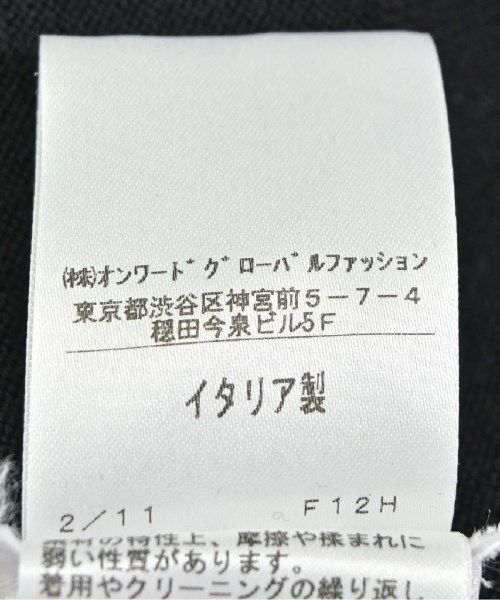 ㈱オンワード グローバルファッション
東京都渋谷区神宮前5-7-4
穏田今泉ビル5F
イタリア製
2/11 F12H
素材の特性上、摩擦や揉まれに
弱い性質があります。
着用やクリーニングの繰り返し